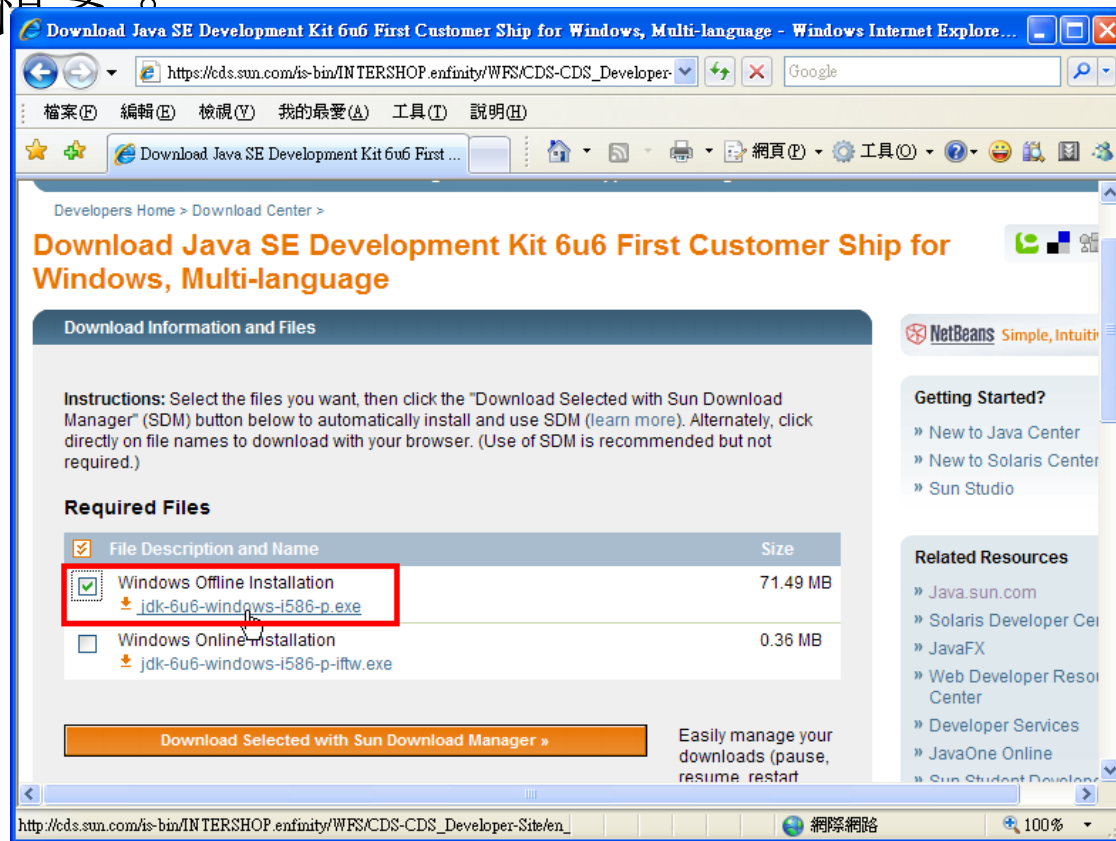 Download Java SE Development Kit 6u6 First Customer Ship for Windows, Multi-language - Windows Internet Explore...
https://cds.sun.com/is-bin/INTERSHOP.enfinity/WFS/CDS-CDS_Developer-
Google
檔案(F) 編輯(E) 檢視(V) 我的最愛(A) 工具(T) 說明(H)
Download Java SE Development Kit 6u6 First ...
網頁(P) 工具(O)
Developers Home > Download Center >
Download Java SE Development Kit 6u6 First Customer Ship for
Windows, Multi-language
Download Information and Files
Instructions: Select the files you want, then click the "Download Selected with Sun Download
Manager" (SDM) button below to automatically install and use SDM (learn more). Alternately, click
directly on file names to download with your browser. (Use of SDM is recommended but not
required.)
Required Files
File Description and Name Size
Windows Offline Installation 71.49 MB
jdk-6u6-windows-i586-p.exe
Windows Online Installation 0.36 MB
jdk-6u6-windows-i586-p-iftw.exe
Download Selected with Sun Download Manager »
Easily manage your
downloads (pause,
resume, restart
NetBeans Simple, Intuiti
Getting Started?
» New to Java Center
» New to Solaris Center
» Sun Studio
Related Resources
» Java.sun.com
» Solaris Developer Cer
» JavaFX
» Web Developer Resou
Center
» Developer Services
» JavaOne Online
» Sun Student Develope
http://cds.sun.com/is-bin/INTERSHOP.enfinity/WFS/CDS-CDS_Developer-Site/en_
網際網路
100%